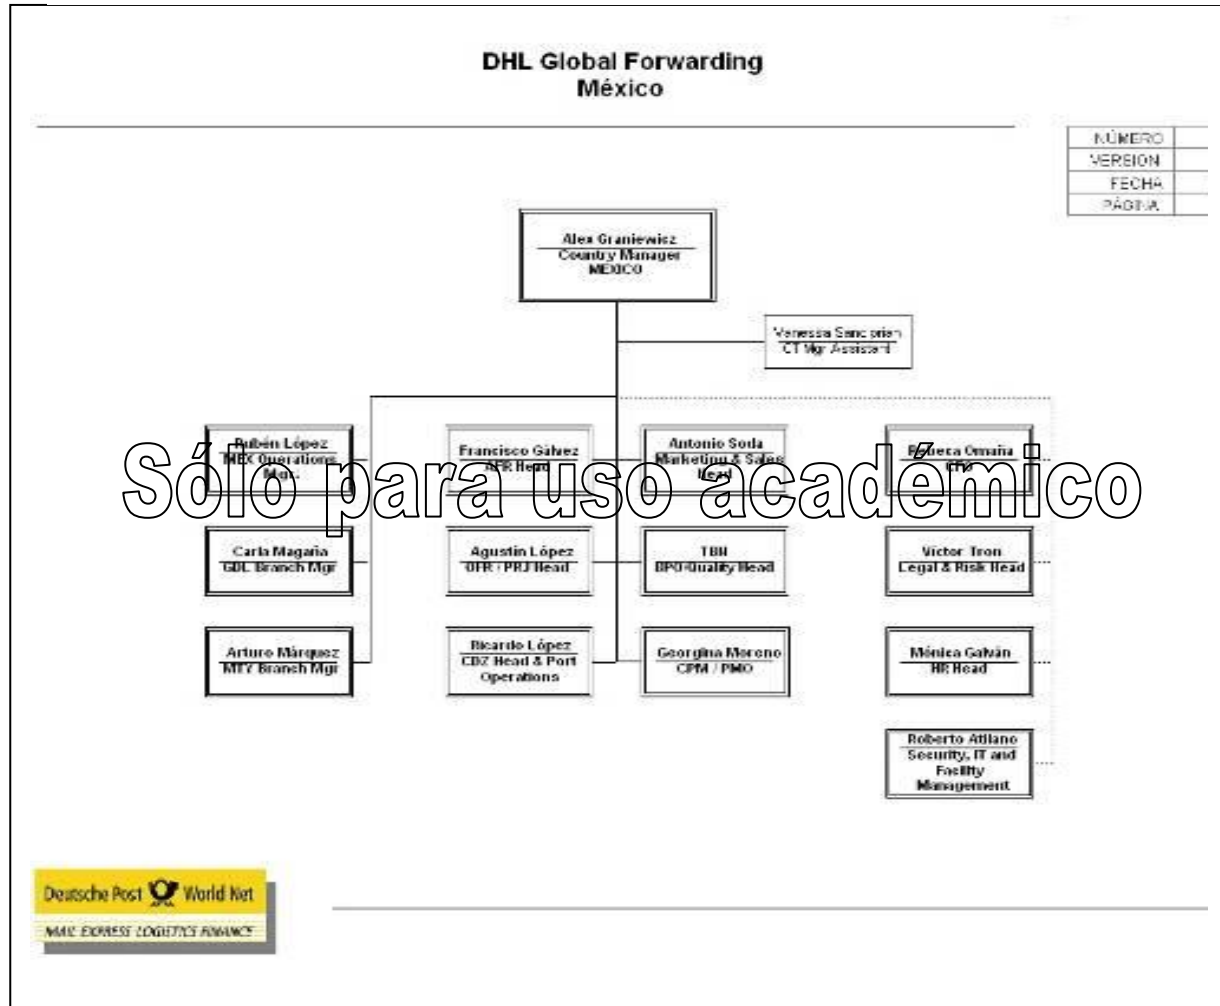 DHL Global Forwarding
México
NÚMERO
VERSION
FECHA
PÁGINA
Alex Graniewicz
Country Manager
MEXICO
Vanessa
CT Mgr Assistant
Rubén López
MEX Operations
Mgr.
Francisco Gálvez
AFR Head
Antonio Soda
Marketing & Sales
Head
Rebeca Omaña
CFO
Sólo para uso académico
Carla Magaña
GDL Branch Mgr
Agustín López
OFR / PRJ Head
TBH
BPO-Quality Head
Víctor Tron
Legal & Risk Head
Arturo Márquez
MTY Branch Mgr
Ricardo López
CDZ Head & Port
Operations
Georgina Moreno
CPM / PMO
Mónica Galván
HR Head
Roberto Atilano
Security, IT and
Facility
Management
Deutsche Post World Net
MAIL EXPRESS LOGISTICS FINANCE